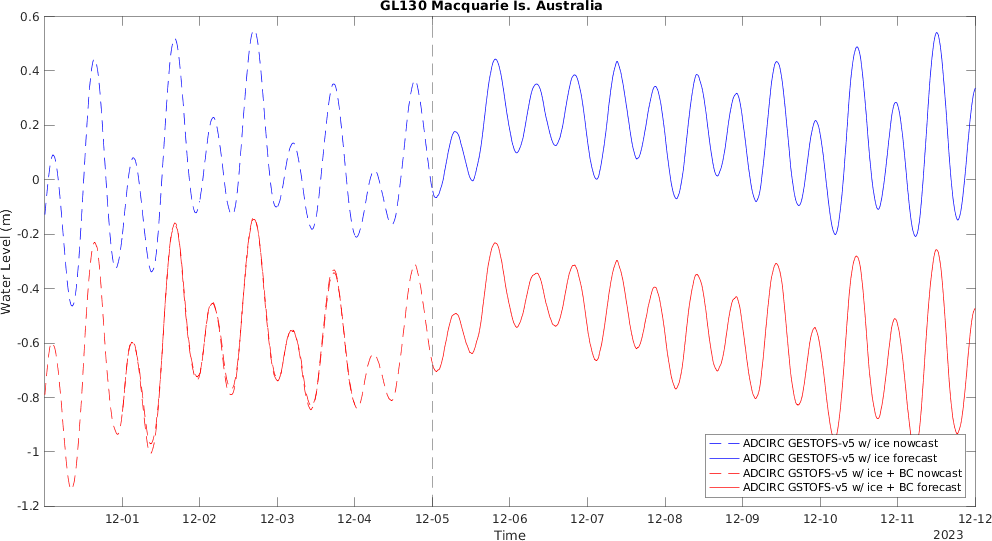 GL130 Macquarie Is. Australia
0.6
0.4
0.2
0
-0.2
-0.4
-0.6
-0.8
-1
-1.2
Water Level (m)
ADCIRC GESTOFS-v5 w/ ice nowcast
ADCIRC GESTOFS-v5 w/ ice forecast
ADCIRC GSTOFS-v5 w/ ice + BC nowcast
ADCIRC GSTOFS-v5 w/ ice + BC forecast
12-01 12-02 12-03 12-04 12-05 12-06 12-07 12-08 12-09 12-10 12-11 12-12
Time
2023